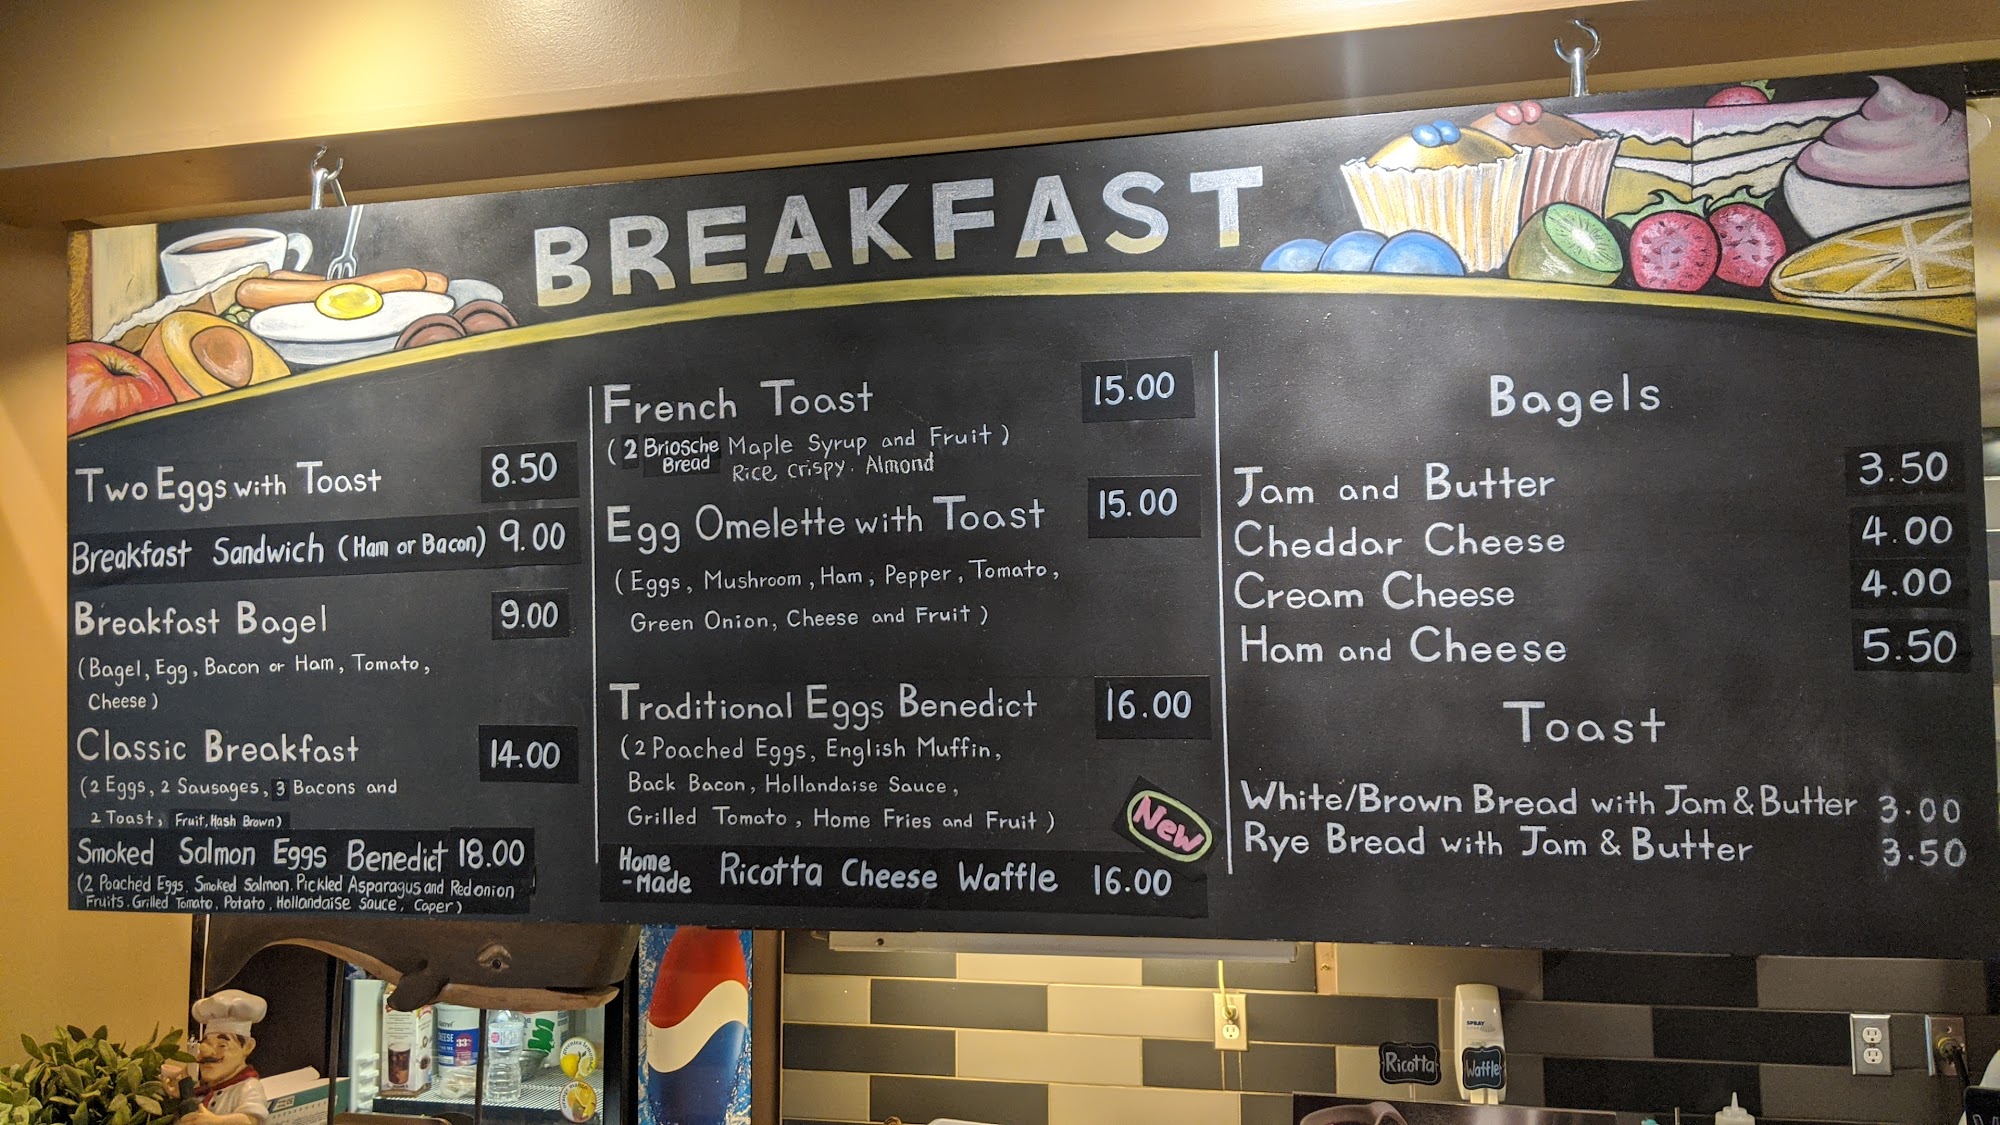 BREAKFAST
Two Eggs with Toast 8.50
Breakfast Sandwich (Ham or Bacon) 9.00
Breakfast Bagel 9.00
(Bagel, Egg, Bacon or Ham, Tomato,
Cheese)
Classic Breakfast 14.00
(2 Eggs, 2 Sausages, 3 Bacons and
2 Toast, Fruit, Hash Brown)
Smoked Salmon Eggs Benedict 18.00
(2 Poached Eggs, Smoked Salmon, Pickled Asparagus and Red onion
Fruits, Grilled Tomato, Potato, Hollandaise Sauce, Caper)
French Toast 15.00
(2 Briosche Bread Maple Syrup and Fruit)
Rice crispy. Almond
Egg Omelette with Toast 15.00
(Eggs, Mushroom, Ham, Pepper, Tomato,
Green Onion, Cheese and Fruit)
Traditional Eggs Benedict 16.00
(2 Poached Eggs, English Muffin,
Back Bacon, Hollandaise Sauce,
Grilled Tomato, Home Fries and Fruit)
New
Home-Made Ricotta Cheese Waffle 16.00
Bagels
Jam and Butter 3.50
Cheddar Cheese 4.00
Cream Cheese 4.00
Ham and Cheese 5.50
Toast
White/Brown Bread with Jam & Butter 3.00
Rye Bread with Jam & Butter 3.50
SPRAY
Ricotta
Waffle